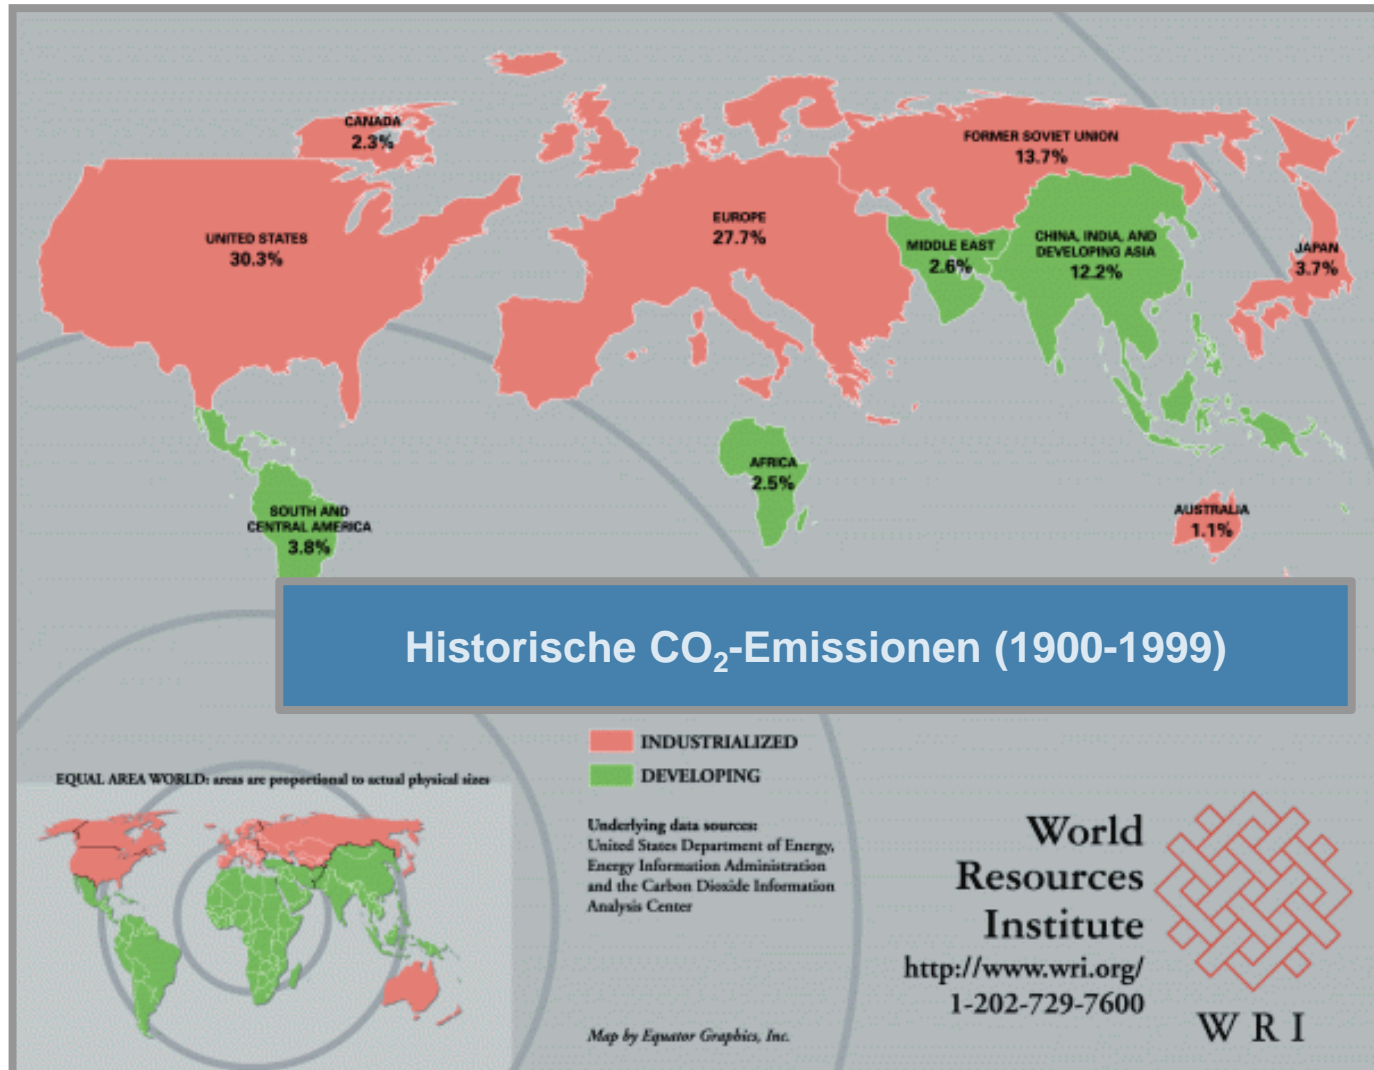 CANADA
2.3%
FORMER SOVIET UNION
13.7%
UNITED STATES
30.3%
EUROPE
27.7%
MIDDLE EAST
2.6%
CHINA, INDIA, AND
DEVELOPING ASIA
12.2%
JAPAN
3.7%
AFRICA
2.5%
SOUTH AND
CENTRAL AMERICA
3.8%
AUSTRALIA
1.1%
Historische CO₂-Emissionen (1900-1999)
INDUSTRIALIZED
DEVELOPING
EQUAL AREA WORLD: areas are proportional to actual physical sizes
Underlying data sources:
United States Department of Energy,
Energy Information Administration
and the Carbon Dioxide Information
Analysis Center
Map by Equator Graphics, Inc.
World
Resources
Institute
http://www.wri.org/
1-202-729-7600
W R I